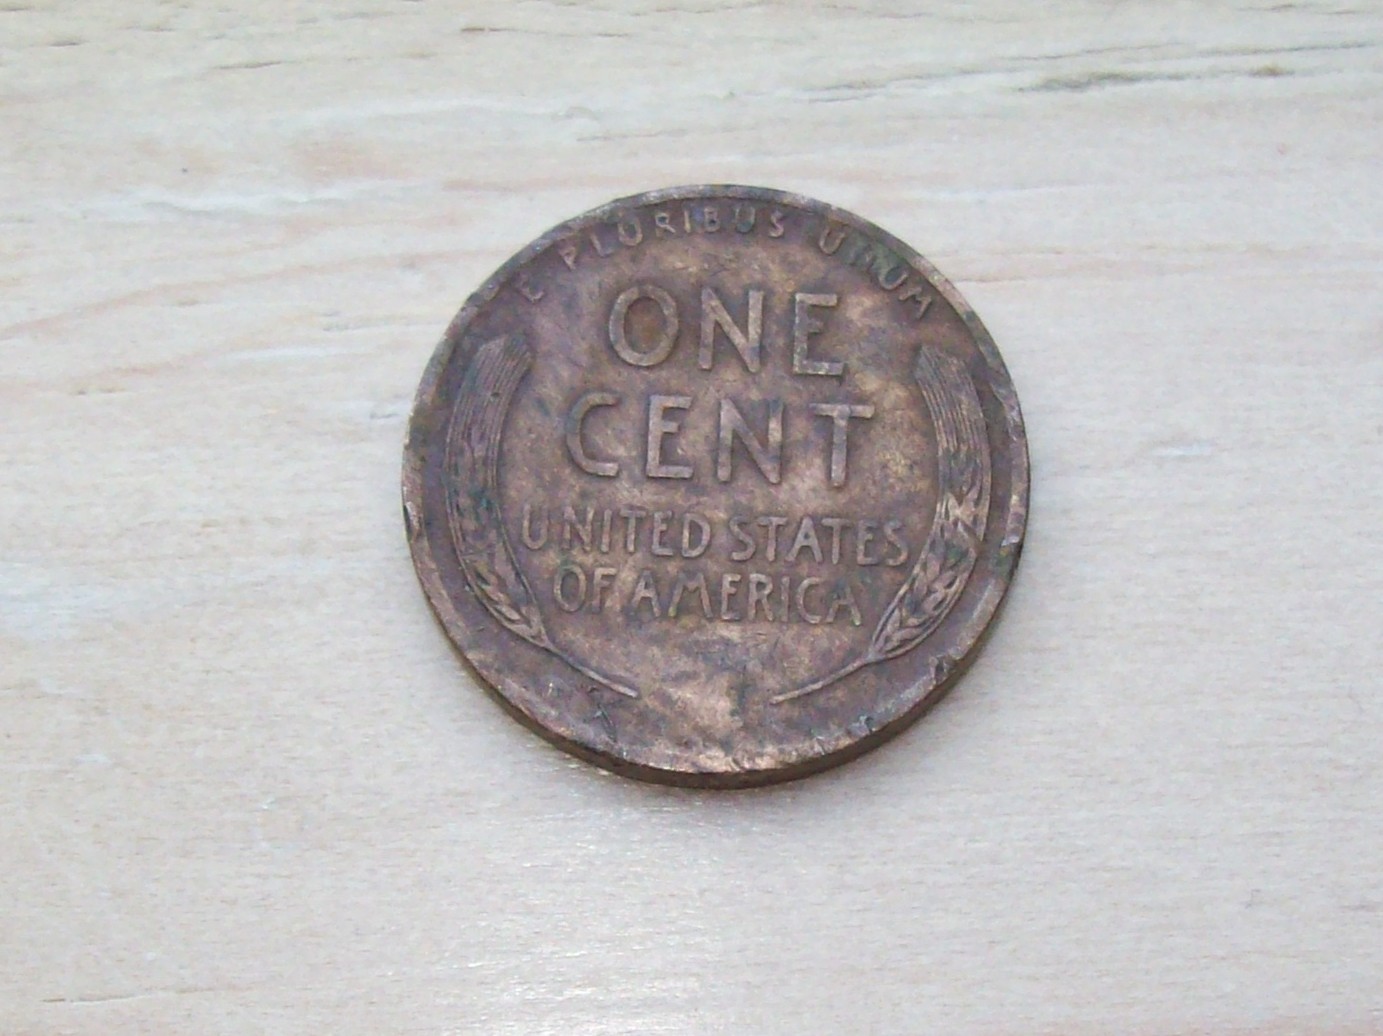 E PLURIBUS UNUM
ONE
CENT
UNITED STATES
OF AMERICA